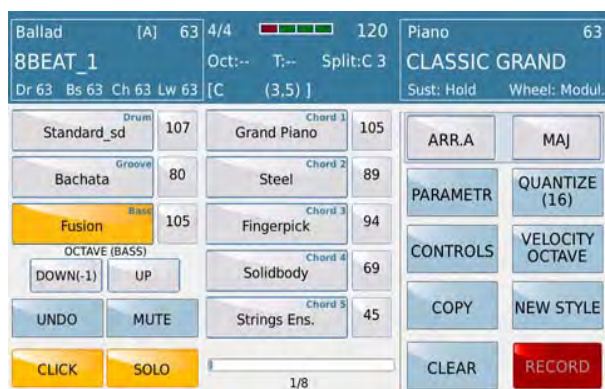 Ballad [A] 63
8BEAT_1
Dr 63 Bs 63 Ch 63 Lw 63
4/4 120
Oct:-- T:-- Split:C 3
[C (3,5) ]
Piano 63
CLASSIC GRAND
Sust: Hold Wheel: Modul.
Drum
Standard_sd 107
Groove
Bachata 80
Bass
Fusion 105
OCTAVE (BASS)
DOWN(-1) UP
UNDO MUTE
CLICK SOLO
Chord 1
Grand Piano 105
Chord 2
Steel 89
Chord 3
Fingerpick 94
Chord 4
Solidbody 69
Chord 5
Strings Ens. 45
1/8
ARR.A MAJ
PARAMETR QUANTIZE
(16)
CONTROLS VELOCITY
OCTAVE
COPY NEW STYLE
CLEAR RECORD